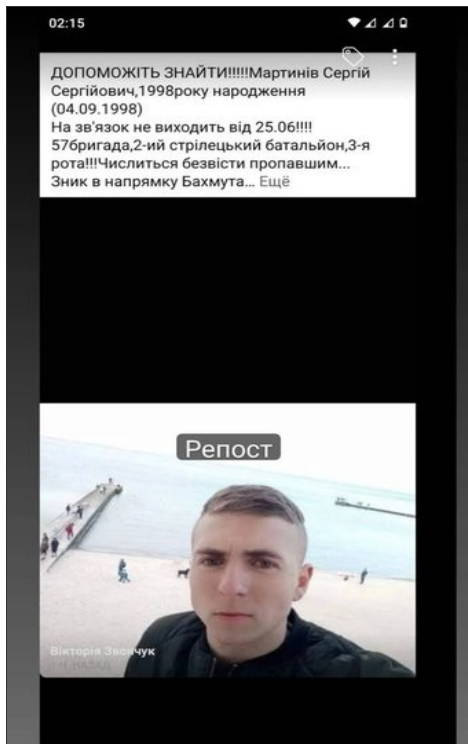 02:15
ДОПОМОЖІТЬ ЗНАЙТИ!!!!!Мартинів Сергій
Сергійович,1998року народження
(04.09.1998)
На зв'язок не виходить від 25.06!!!!
57бригада,2-ий стрілецький батальйон,3-я
рота!!!Числиться безвісти пропавшим...
Зник в напрямку Бахмута... Ещё
Репост
Вікторія Звончук
НАЗАД